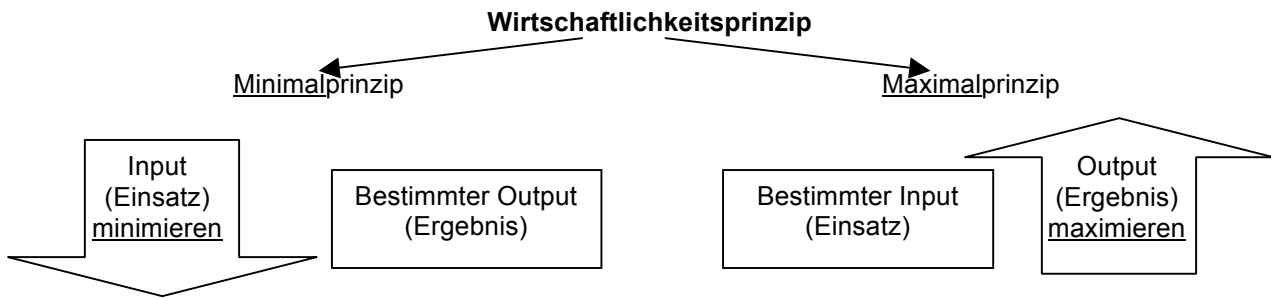 Wirtschaftlichkeitsprinzip
Minimalprinzip
Maximalprinzip
Input
(Einsatz)
minimieren
Bestimmter Output
(Ergebnis)
Bestimmter Input
(Einsatz)
Output
(Ergebnis)
maximieren